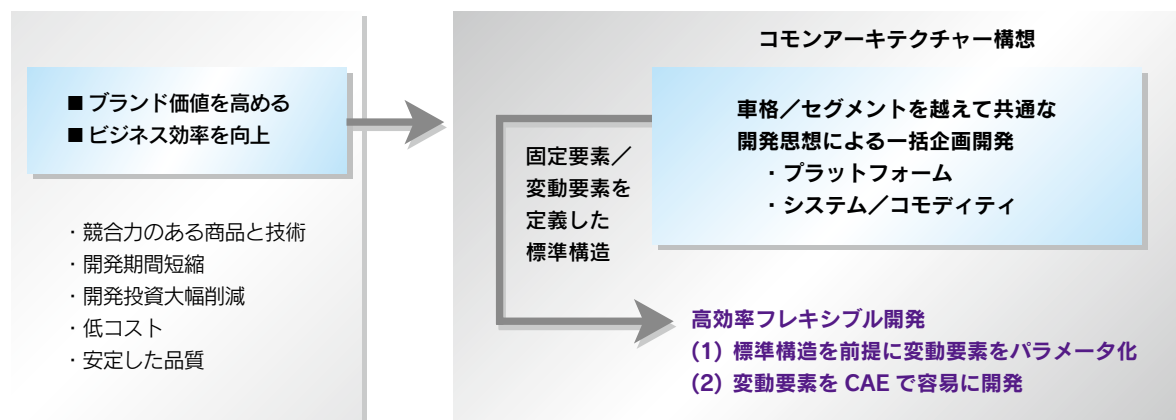 ■ ブランド価値を高める
■ ビジネス効率を向上
・競合力のある商品と技術
・開発期間短縮
・開発投資大幅削減
・低コスト
・安定した品質
コモンアーキテクチャー構想
車格／セグメントを越えて共通な
開発思想による一括企画開発
・プラットフォーム
・システム／コモディティ
固定要素／
変動要素を
定義した
標準構造
高効率フレキシブル開発
(1) 標準構造を前提に変動要素をパラメータ化
(2) 変動要素を CAE で容易に開発